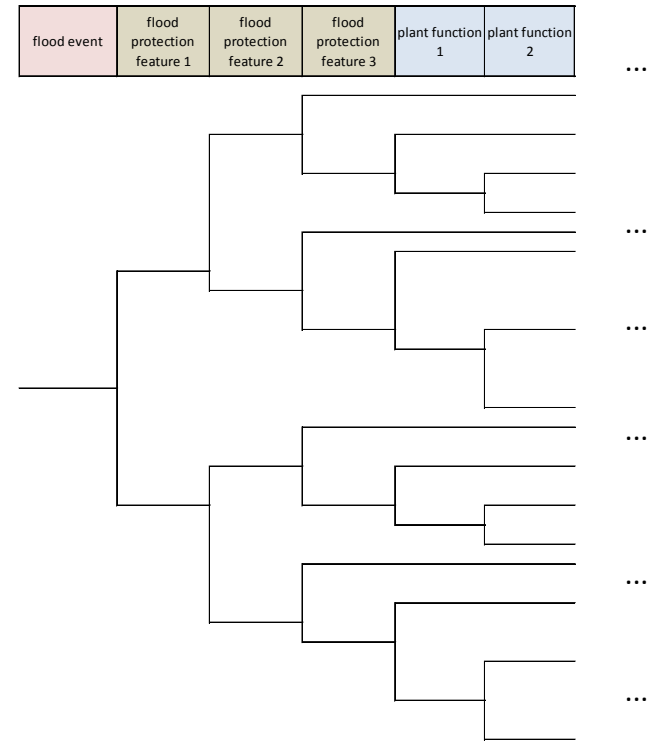 flood event
flood
protection
feature 1
flood
protection
feature 2
flood
protection
feature 3
plant function
1
plant function
2
...
...
...
...
...
...